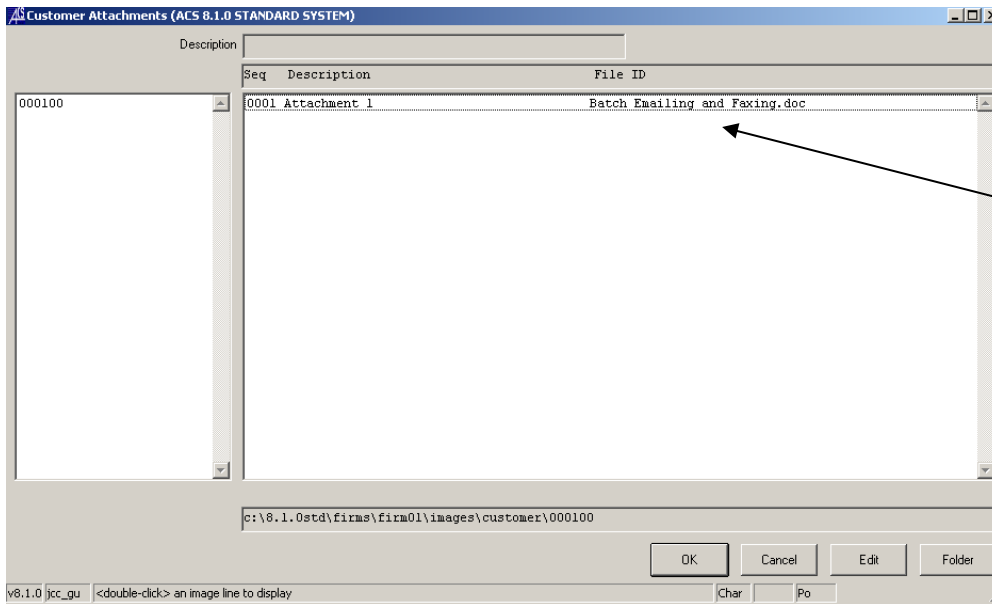 Customer Attachments (ACS 8.1.0 STANDARD SYSTEM)
Description
Seq Description File ID
000100
0001 Attachment 1 Batch Emailing and Faxing.doc
c:\8.1.0std\firms\firm01\images\customer\000100
OK Cancel Edit Folder
v8.1.0 jcc_gu <double-click> an image line to display Char Po